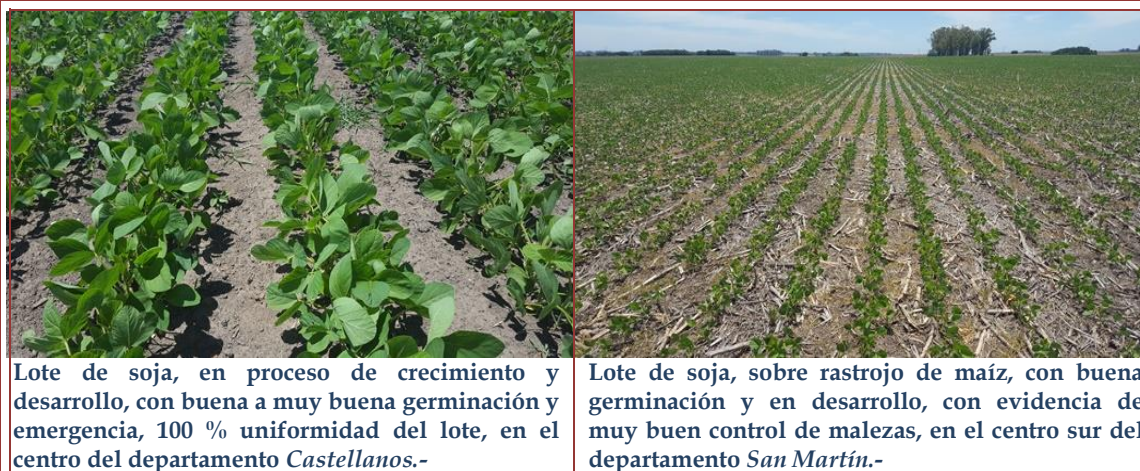 Lote de soja, en proceso de crecimiento y
desarrollo, con buena a muy buena germinación y
emergencia, 100 % uniformidad del lote, en el
centro del departamento Castellanos.-
Lote de soja, sobre rastrojo de maíz, con buena
germinación y en desarrollo, con evidencia de
muy buen control de malezas, en el centro sur del
departamento San Martín.-